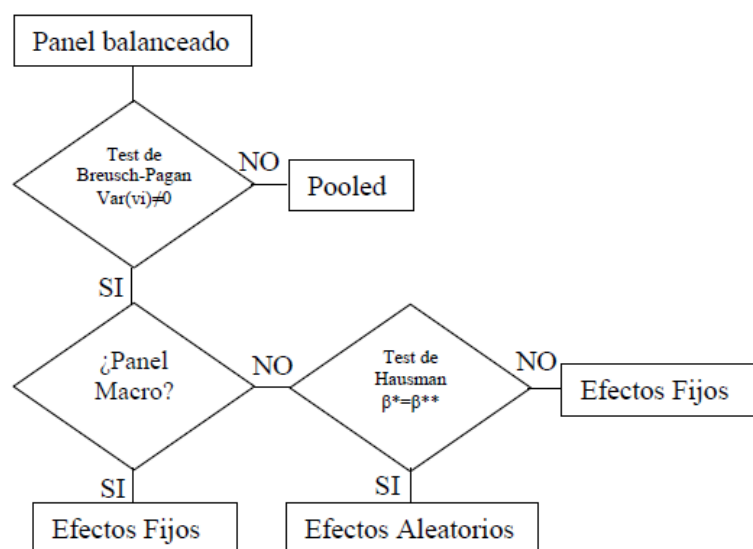 Panel balanceado
Test de
Breusch-Pagan
Var(vi)≠0
NO
Pooled
SI
¿Panel
Macro?
NO
Test de
Hausman
β*=β**
NO
Efectos Fijos
SI
SI
Efectos Fijos
Efectos Aleatorios